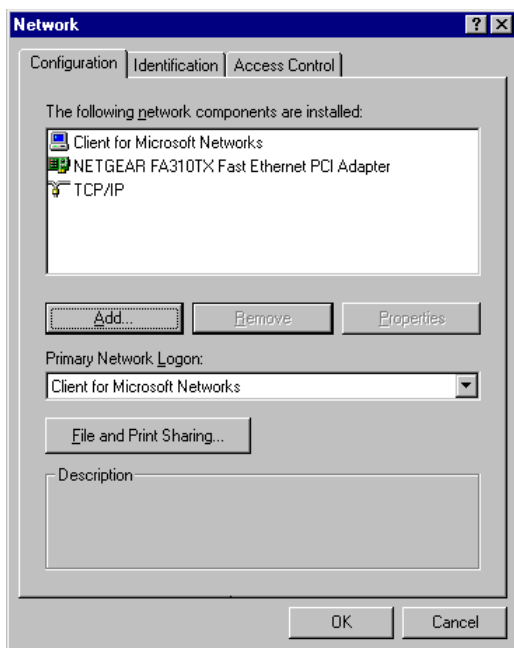 Network
Configuration Identification Access Control
The following network components are installed:
Client for Microsoft Networks
NETGEAR FA310TX Fast Ethernet PCI Adapter
TCP/IP
Add... Remove Properties
Primary Network Logon:
Client for Microsoft Networks
File and Print Sharing...
Description
OK Cancel